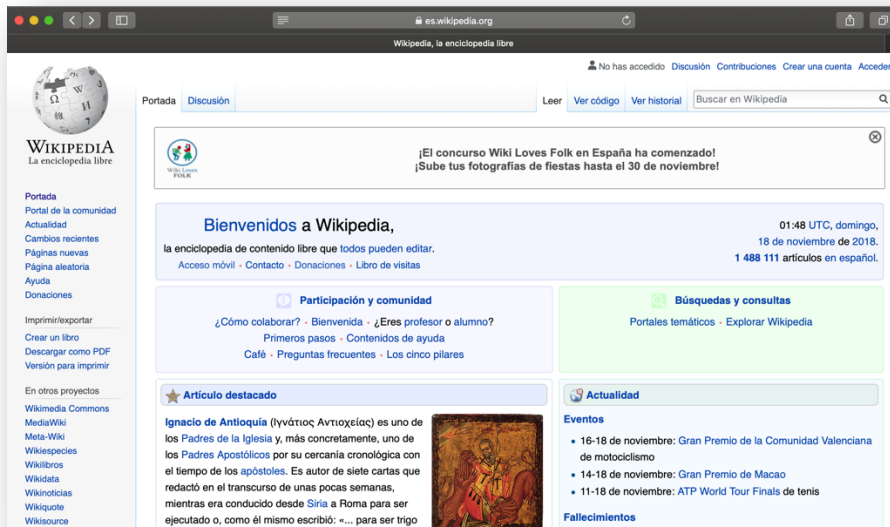 es.wikipedia.org
Wikipedia, la enciclopedia libre
No has accedido Discusión Contribuciones Crear una cuenta Acceder
Portada Discusión
Leer Ver código Ver historial Buscar en Wikipedia
WIKIPEDIA
La enciclopedia libre
Wiki Loves
FOLK
¡El concurso Wiki Loves Folk en España ha comenzado!
¡Sube tus fotografías de fiestas hasta el 30 de noviembre!
Portada
Portal de la comunidad
Actualidad
Cambios recientes
Páginas nuevas
Página aleatoria
Ayuda
Donaciones
Imprimir/exportar
Crear un libro
Descargar como PDF
Versión para imprimir
En otros proyectos
Wikimedia Commons
MediaWiki
Meta-Wiki
Wikiespecies
Wikilibros
Wikidata
Wikinoticias
Wikiquote
Wikisource
Bienvenidos a Wikipedia,
la enciclopedia de contenido libre que todos pueden editar.
Acceso móvil · Contacto · Donaciones · Libro de visitas
01:48 UTC, domingo,
18 de noviembre de 2018.
1 488 111 artículos en español.
Participación y comunidad
¿Cómo colaborar? · Bienvenida · ¿Eres profesor o alumno?
Primeros pasos · Contenidos de ayuda
Café · Preguntas frecuentes · Los cinco pilares
Búsquedas y consultas
Portales temáticos · Explorar Wikipedia
Artículo destacado
Ignacio de Antioquía (Ιγνάτιος Αντιοχείας) es uno de
los Padres de la Iglesia y, más concretamente, uno de
los Padres Apostólicos por su cercanía cronológica con
el tiempo de los apóstoles. Es autor de siete cartas que
redactó en el transcurso de unas pocas semanas,
mientras era conducido desde Siria a Roma para ser
ejecutado o, como él mismo escribió: «... para ser trigo
Actualidad
Eventos
• 16-18 de noviembre: Gran Premio de la Comunidad Valenciana
de motociclismo
• 14-18 de noviembre: Gran Premio de Macao
• 11-18 de noviembre: ATP World Tour Finals de tenis
Fallecimientos